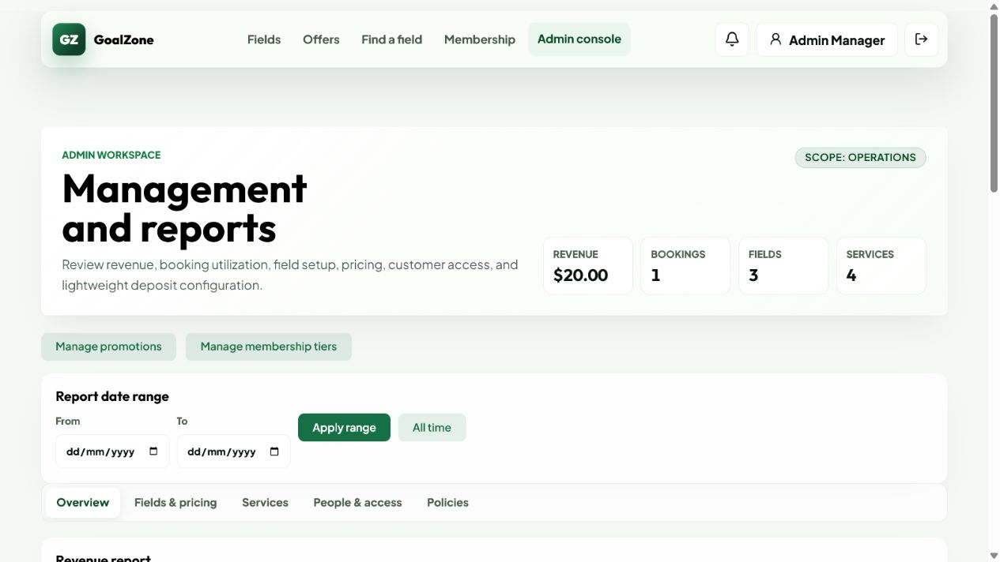 GZ GoalZone Fields Offers Find a field Membership Admin console Admin Manager
ADMIN WORKSPACE
SCOPE: OPERATIONS
Management
and reports
Review revenue, booking utilization, field setup, pricing, customer access, and
lightweight deposit configuration.
REVENUE BOOKINGS FIELDS SERVICES
$20.00 1 3 4
Manage promotions Manage membership tiers
Report date range
From To
dd/mm/yyyy dd/mm/yyyy Apply range All time
Overview Fields & pricing Services People & access Policies
Revenue report